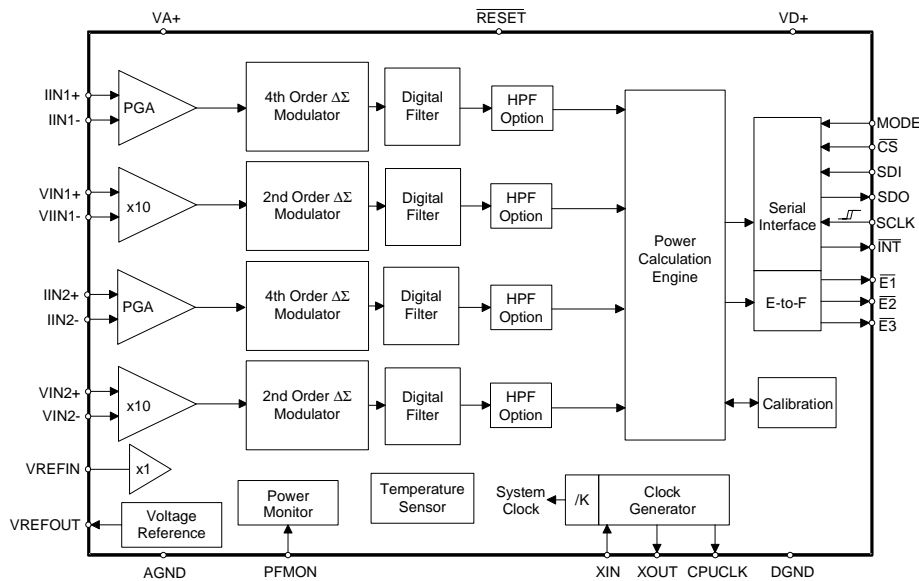 VA+
RESET
VD+
IIN1+
IIN1-
PGA
4th Order ΔΣ
Modulator
Digital
Filter
HPF
Option
VIN1+
VIIN1-
x10
2nd Order ΔΣ
Modulator
Digital
Filter
HPF
Option
IIN2+
IIN2-
PGA
4th Order ΔΣ
Modulator
Digital
Filter
HPF
Option
VIN2+
VIN2-
x10
2nd Order ΔΣ
Modulator
Digital
Filter
HPF
Option
Power
Calculation
Engine
Serial
Interface
E-to-F
Calibration
MODE
CS
SDI
SDO
SCLK
INT
E1
E2
E3
VREFIN
x1
VREFOUT
Voltage
Reference
Power
Monitor
Temperature
Sensor
System
Clock
/K
Clock
Generator
AGND
PFMON
XIN
XOUT
CPUCLK
DGND